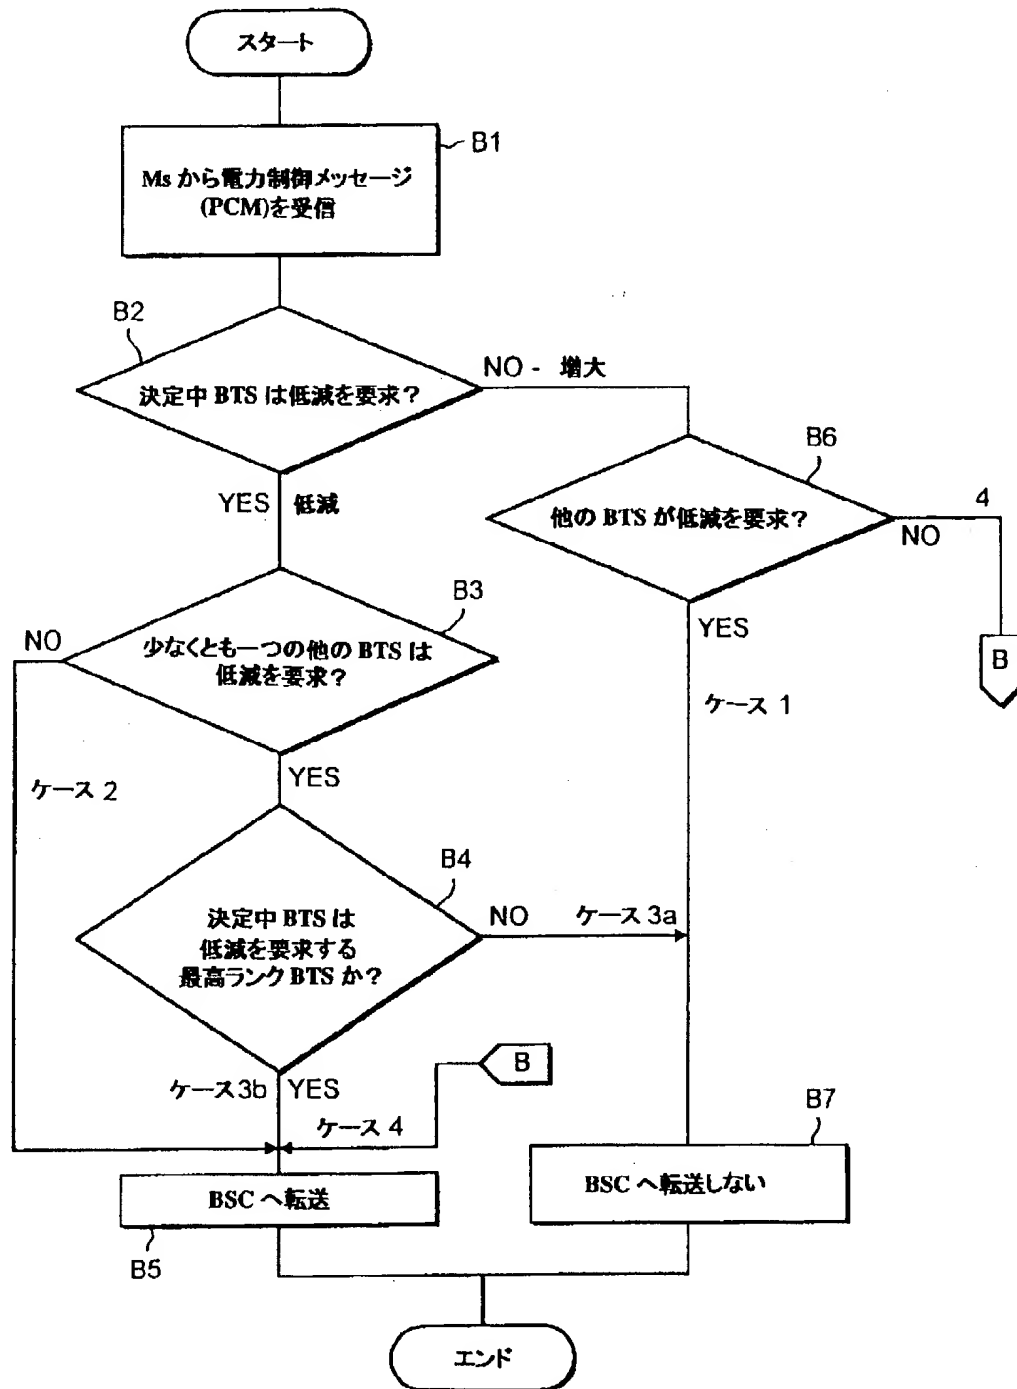 スタート
B1
Ms から電力制御メッセージ
(PCM)を受信
B2
決定中 BTS は低減を要求？
NO - 増大
YES 低減
B6
他の BTS が低減を要求？
4
NO
YES
B
ケース 1
B3
少なくとも一つの他の BTS は
低減を要求？
NO
YES
ケース 2
B4
決定中 BTS は
低減を要求する
最高ランク BTS か？
NO
ケース 3a
ケース3b
YES
B
ケース 4
BSC へ転送
B5
B7
BSC へ転送しない
エンド